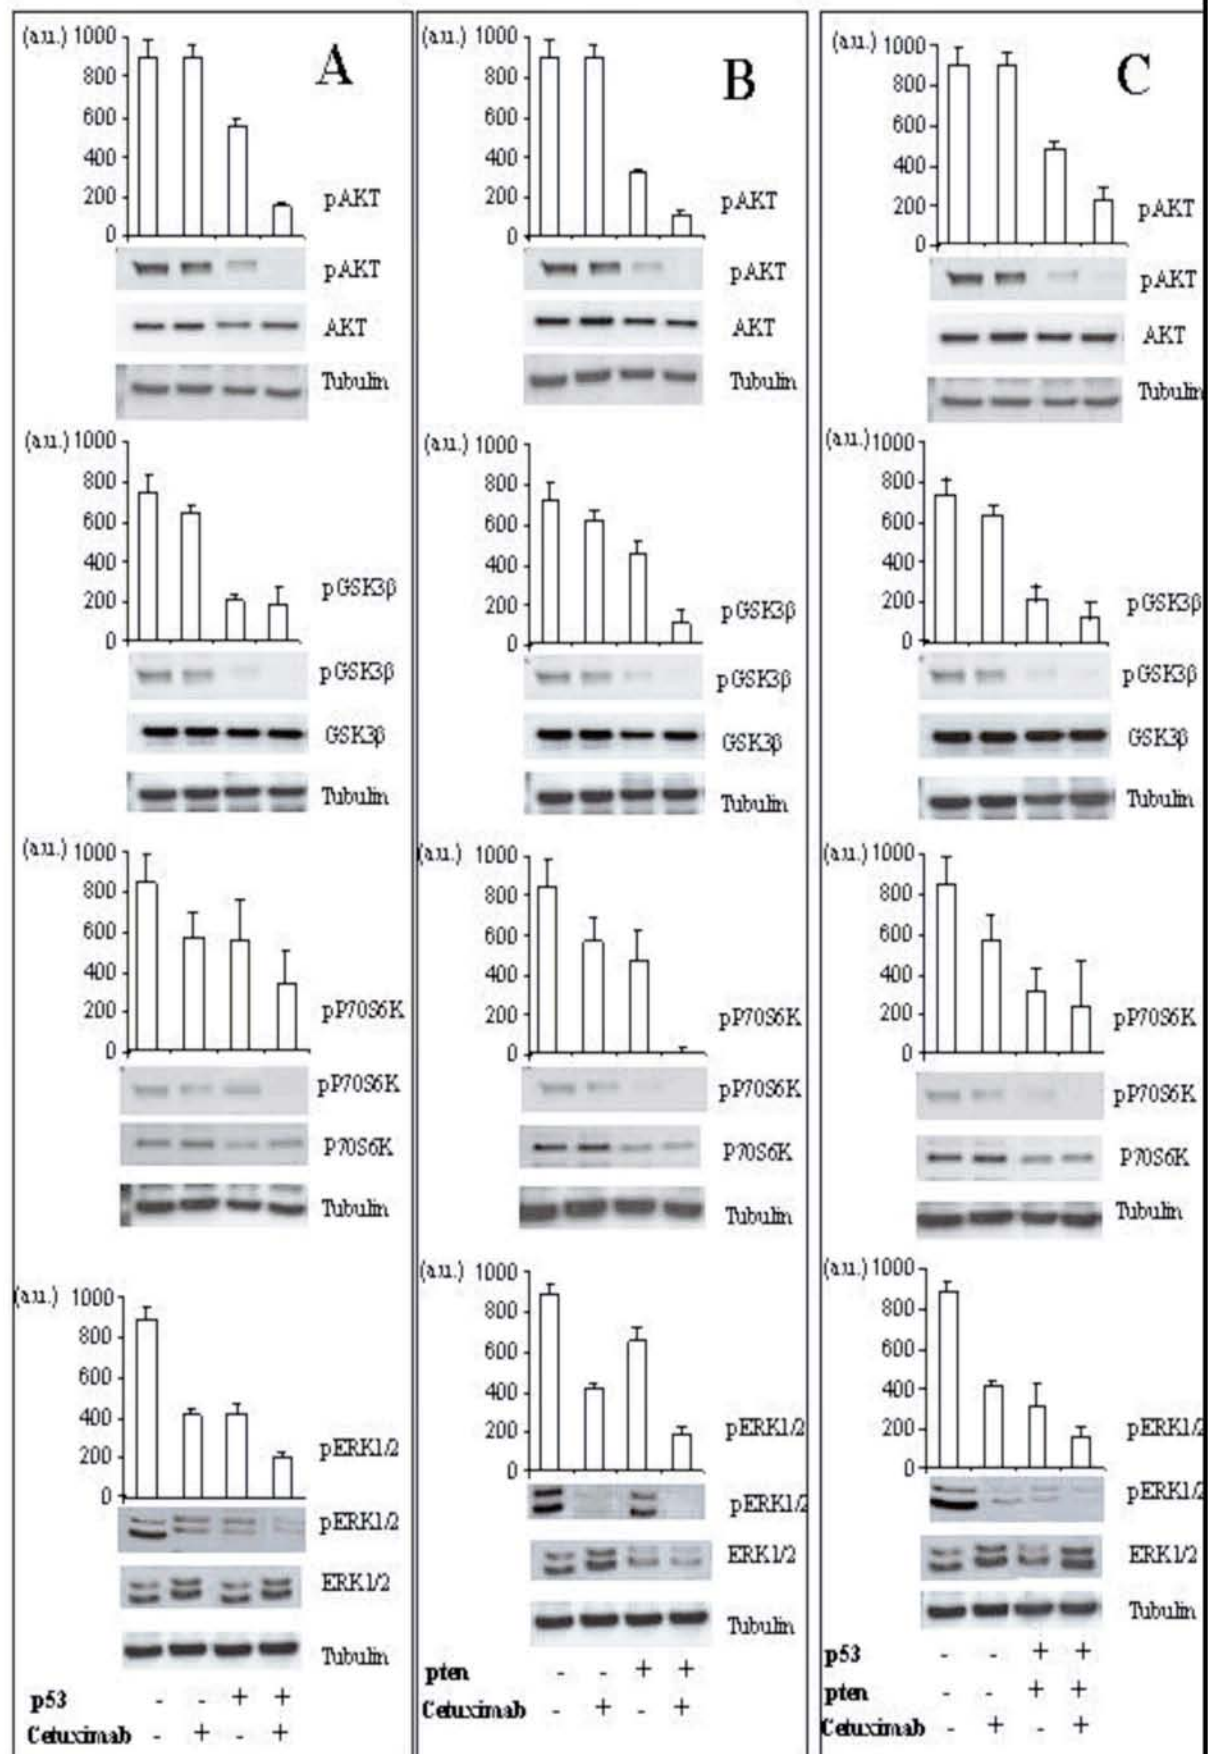 A
(a.u.) 1000
800
600
400
200
0
pAKT
pAKT
AKT
Tubulin
(a.u.) 1000
800
600
400
200
0
pGSK3β
pGSK3β
GSK3β
Tubulin
(a.u.) 1000
800
600
400
200
0
pP70S6K
pP70S6K
P70S6K
Tubulin
(a.u.) 1000
800
600
400
200
0
pERK1/2
pERK1/2
ERK1/2
Tubulin
p53 - - + +
Cetuximab - + - +
B
(a.u.) 1000
800
600
400
200
0
pAKT
pAKT
AKT
Tubulin
(a.u.) 1000
800
600
400
200
0
pGSK3β
pGSK3β
GSK3β
Tubulin
(a.u.) 1000
800
600
400
200
0
pP70S6K
pP70S6K
P70S6K
Tubulin
(a.u.) 1000
800
600
400
200
0
pERK1/2
pERK1/2
ERK1/2
Tubulin
pten - - + +
Cetuximab - + - +
C
(a.u.) 1000
800
600
400
200
0
pAKT
pAKT
AKT
Tubulin
(a.u.) 1000
800
600
400
200
0
pGSK3β
pGSK3β
GSK3β
Tubulin
(a.u.) 1000
800
600
400
200
0
pP70S6K
pP70S6K
P70S6K
Tubulin
(a.u.) 1000
800
600
400
200
0
pERK1/2
pERK1/2
ERK1/2
Tubulin
p53 - - + +
pten - - + +
Cetuximab - + - +